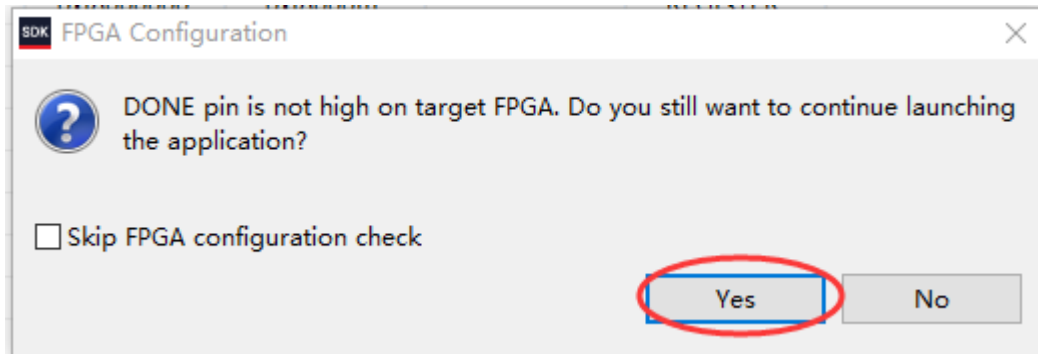 SDK FPGA Configuration
DONE pin is not high on target FPGA. Do you still want to continue launching
the application?
Skip FPGA configuration check
Yes No